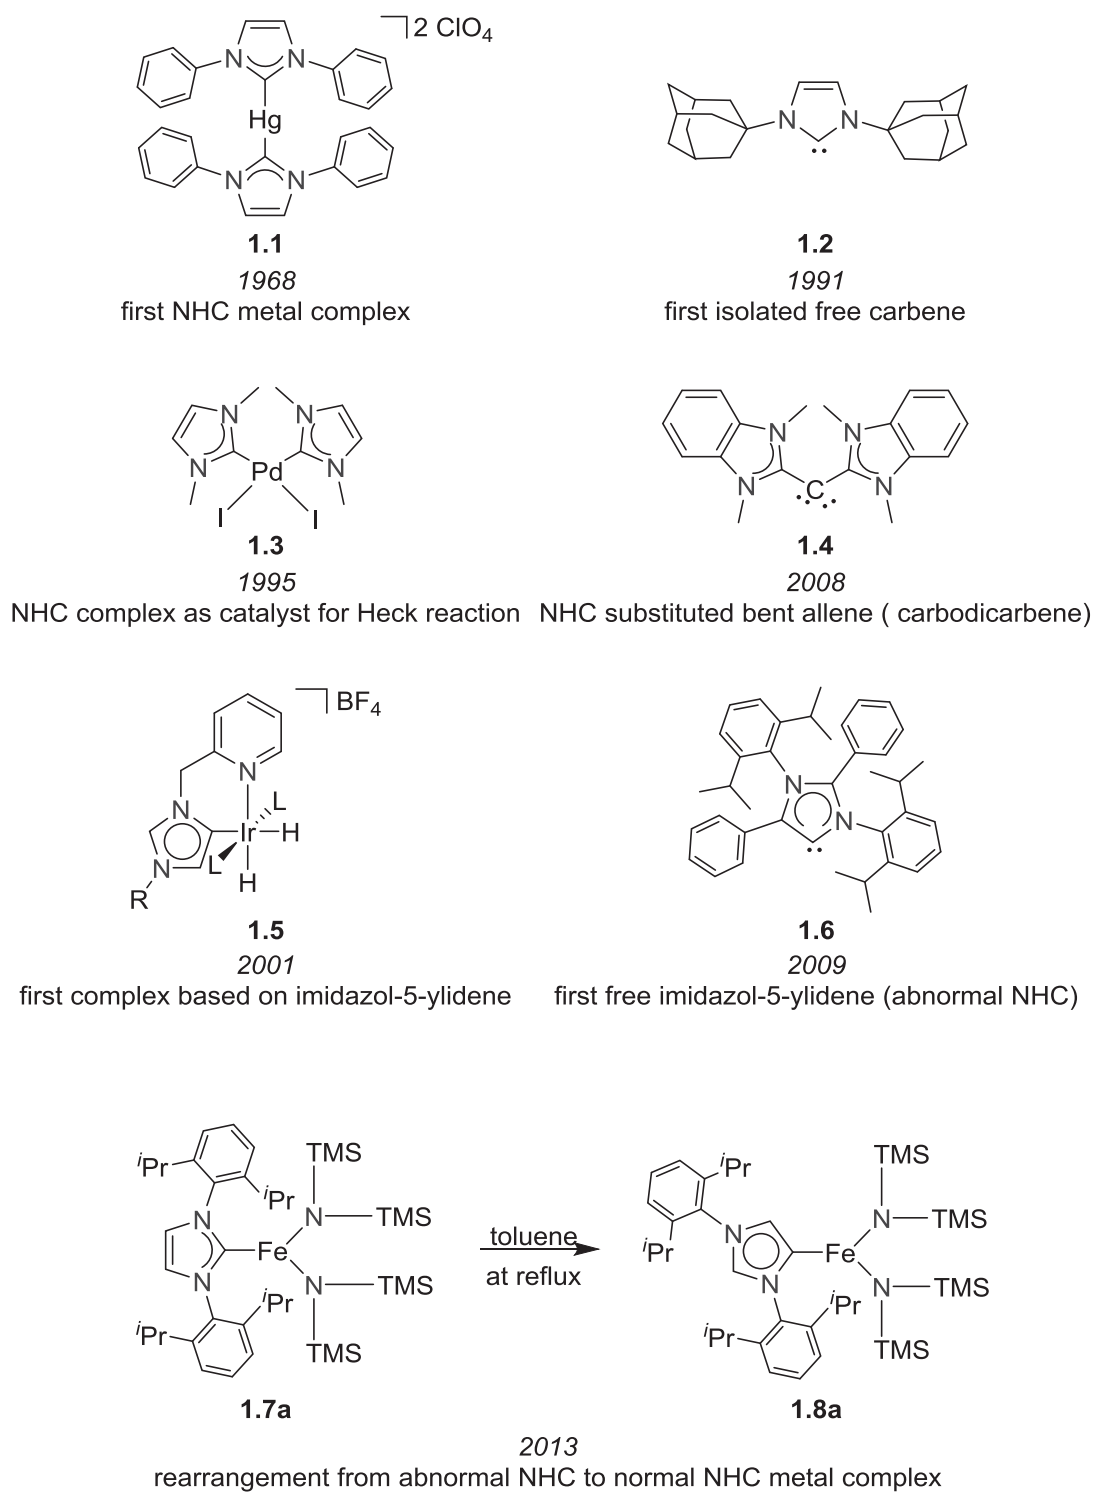 2 ClO4
N N
Hg
N N
N N
1.1
1.2
1968
1991
first NHC metal complex
first isolated free carbene
N N
N N
N Pd N
N C N
I I
1.3
1.4
1995
2008
NHC complex as catalyst for Heck reaction
NHC substituted bent allene ( carbodicarbene)
BF4
N
N
L
Ir H
L
N
H
R
N
N
1.5
1.6
2001
2009
first complex based on imidazol-5-ylidene
first free imidazol-5-ylidene (abnormal NHC)
TMS
iPr
iPr
N
N TMS
Fe
N
N TMS
iPr
iPr
TMS
toluene
at reflux
TMS
iPr
N
N TMS
iPr
Fe
N
N TMS
iPr
iPr
TMS
1.7a
1.8a
2013
rearrangement from abnormal NHC to normal NHC metal complex